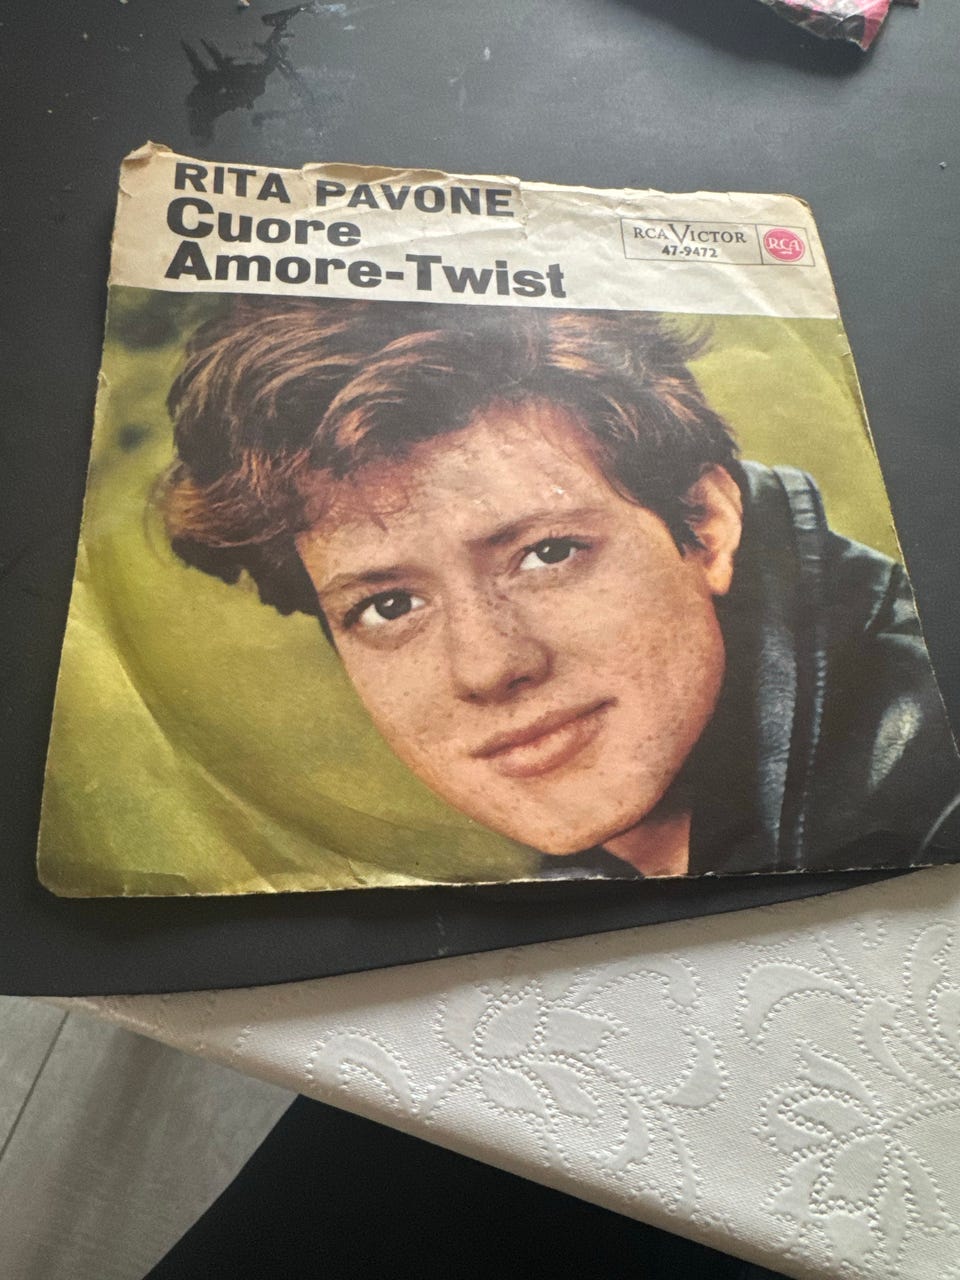 RITA PAVONE
Cuore
Amore-Twist
RCA VICTOR
47-9472
RCA